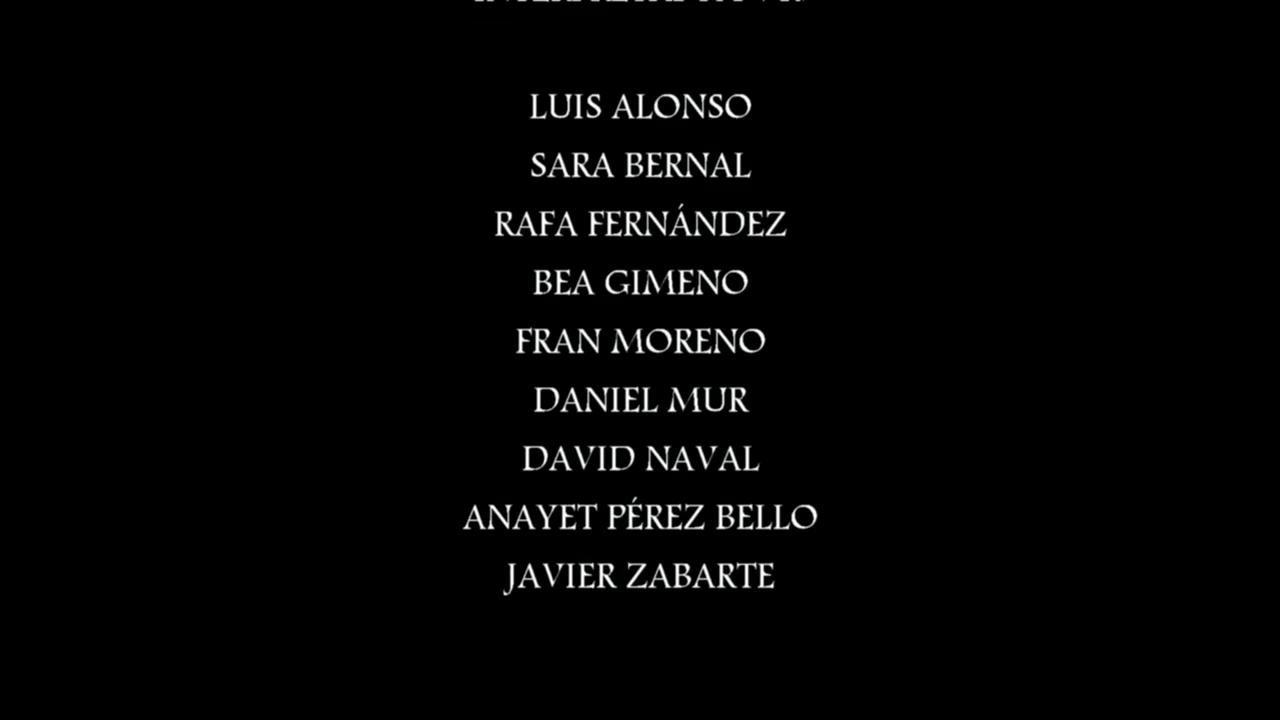 LUIS ALONSO
SARA BERNAL
RAFA FERNÁNDEZ
BEA GIMENO
FRAN MORENO
DANIEL MUR
DAVID NAVAL
ANAYET PÉREZ BELLO
JAVIER ZABARTE